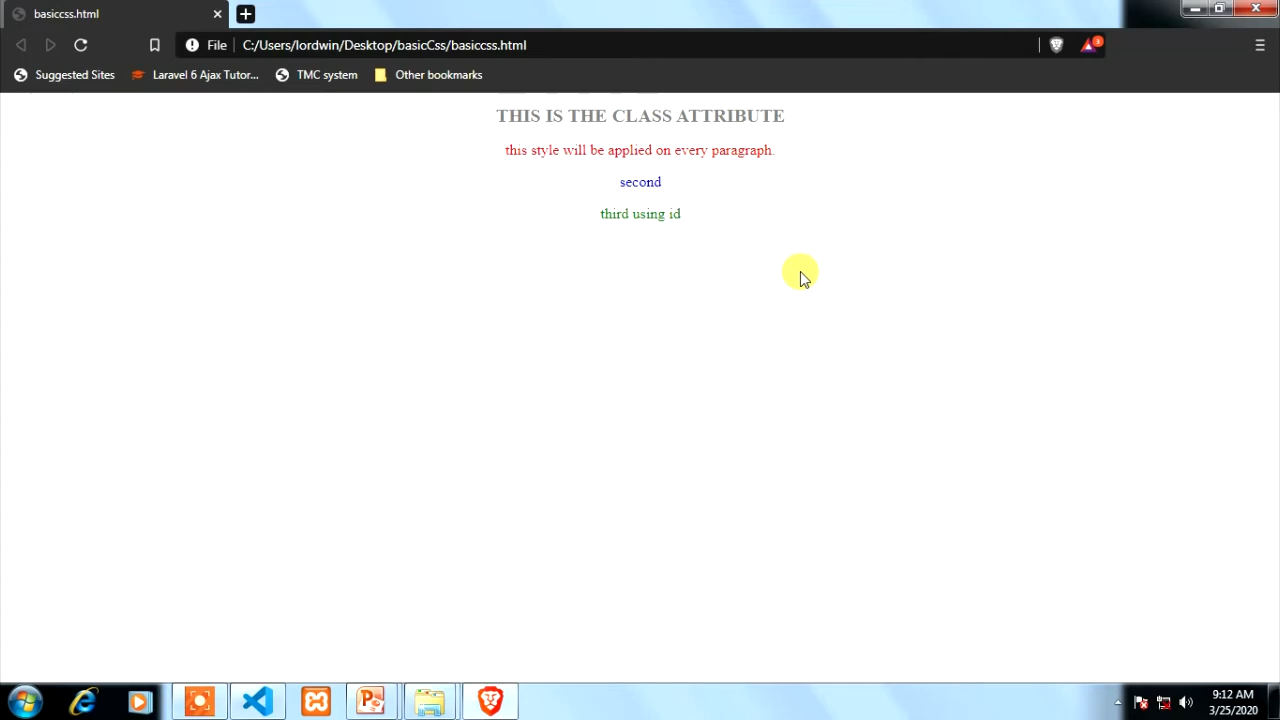 basiccss.html
File C:/Users/lordwin/Desktop/basicCss/basiccss.html
3
Suggested Sites Laravel 6 Ajax Tutor... TMC system Other bookmarks
THIS IS THE CLASS ATTRIBUTE
this style will be applied on every paragraph.
second
third using id
9:12 AM
3/25/2020